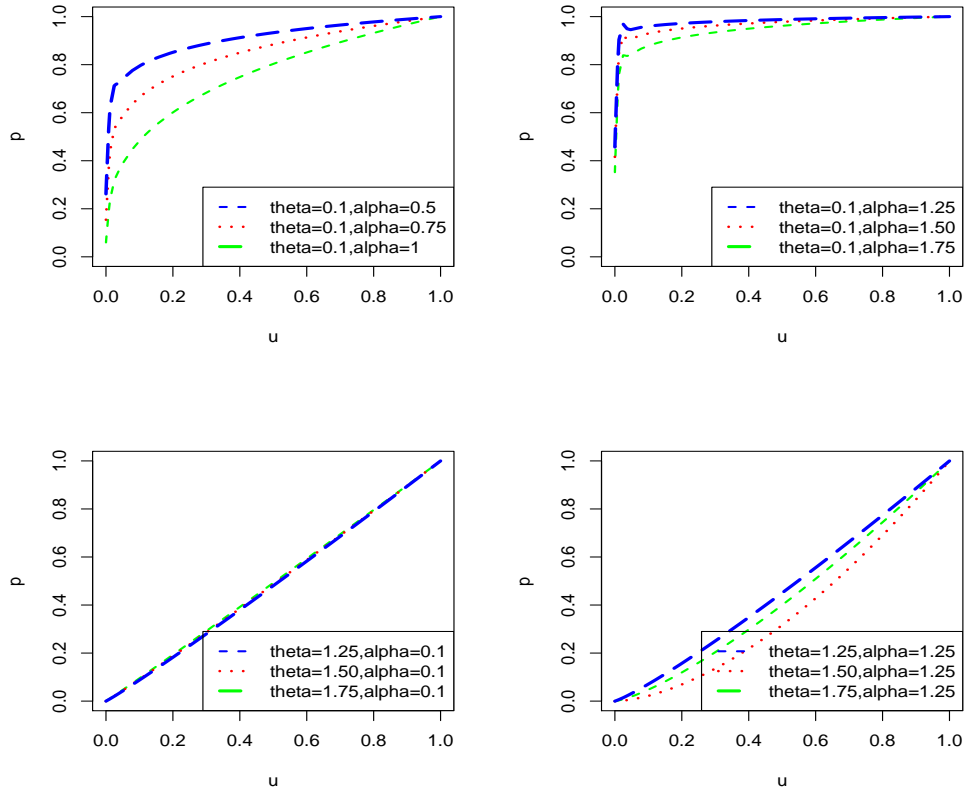 p
1.0
0.8
0.6
0.4
0.2
0.0
theta=0.1,alpha=0.5
theta=0.1,alpha=0.75
theta=0.1,alpha=1
0.0 0.2 0.4 0.6 0.8 1.0
u
p
1.0
0.8
0.6
0.4
0.2
0.0
theta=0.1,alpha=1.25
theta=0.1,alpha=1.50
theta=0.1,alpha=1.75
0.0 0.2 0.4 0.6 0.8 1.0
u
p
1.0
0.8
0.6
0.4
0.2
0.0
theta=1.25,alpha=0.1
theta=1.50,alpha=0.1
theta=1.75,alpha=0.1
0.0 0.2 0.4 0.6 0.8 1.0
u
p
1.0
0.8
0.6
0.4
0.2
0.0
theta=1.25,alpha=1.25
theta=1.50,alpha=1.25
theta=1.75,alpha=1.25
0.0 0.2 0.4 0.6 0.8 1.0
u